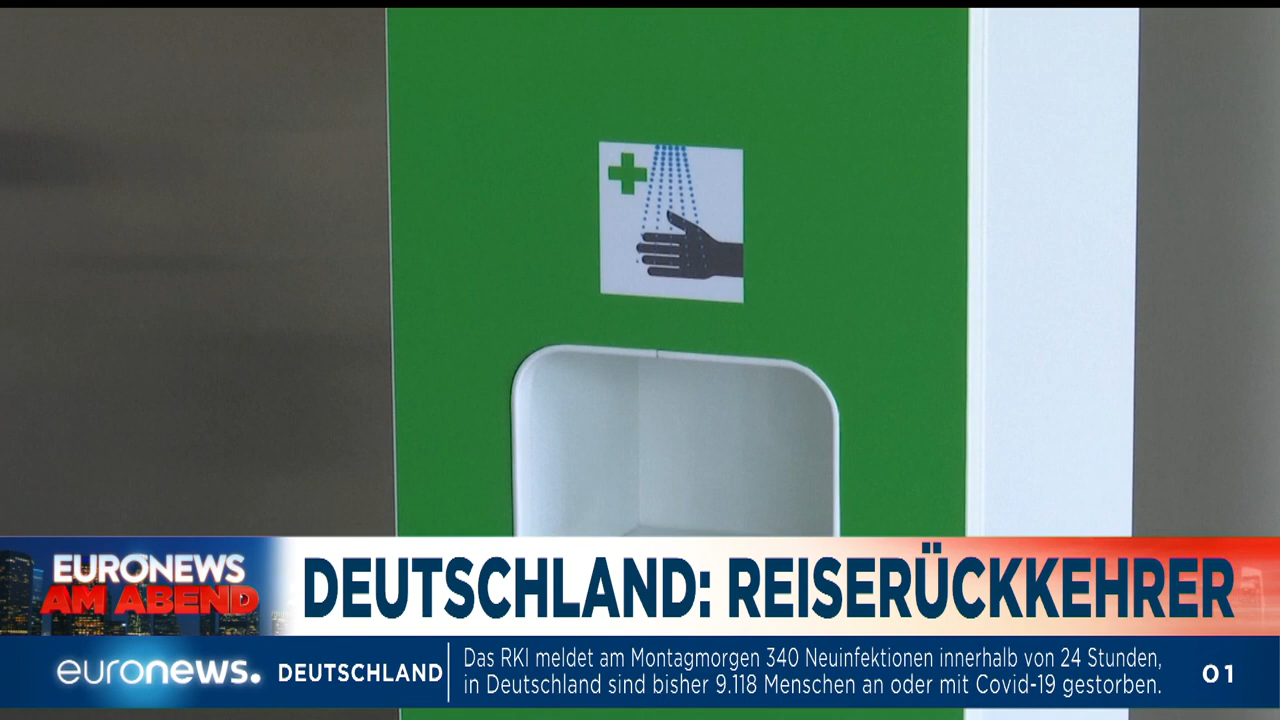 EURONEWS
AM ABEND
DEUTSCHLAND: REISERÜCKKEHRER
euronews.
DEUTSCHLAND
Das RKI meldet am Montagmorgen 340 Neuinfektionen innerhalb von 24 Stunden,
in Deutschland sind bisher 9.118 Menschen an oder mit Covid-19 gestorben.
01